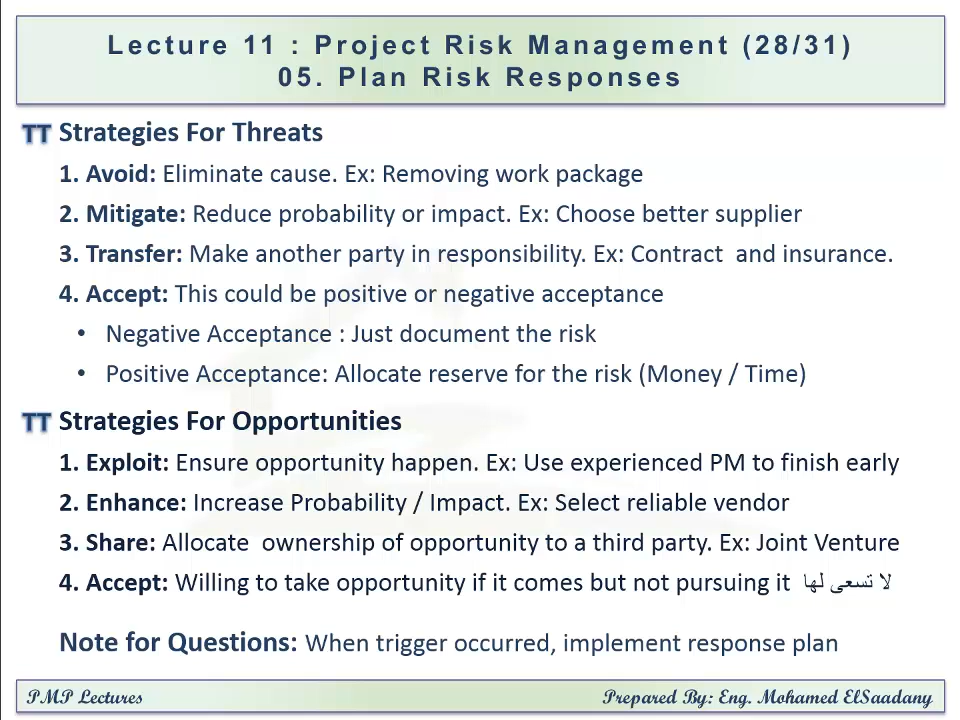 Lecture 11 : Project Risk Management (28/31)
05. Plan Risk Responses
Strategies For Threats
1. Avoid: Eliminate cause. Ex: Removing work package
2. Mitigate: Reduce probability or impact. Ex: Choose better supplier
3. Transfer: Make another party in responsibility. Ex: Contract  and insurance.
4. Accept: This could be positive or negative acceptance
• Negative Acceptance : Just document the risk
• Positive Acceptance: Allocate reserve for the risk (Money / Time)
Strategies For Opportunities
1. Exploit: Ensure opportunity happen. Ex: Use experienced PM to finish early
2. Enhance: Increase Probability / Impact. Ex: Select reliable vendor
3. Share: Allocate  ownership of opportunity to a third party. Ex: Joint Venture
4. Accept: Willing to take opportunity if it comes but not pursuing it لا تسعى لها
Note for Questions: When trigger occurred, implement response plan
PMP Lectures
Prepared By: Eng. Mohamed ElSaadany